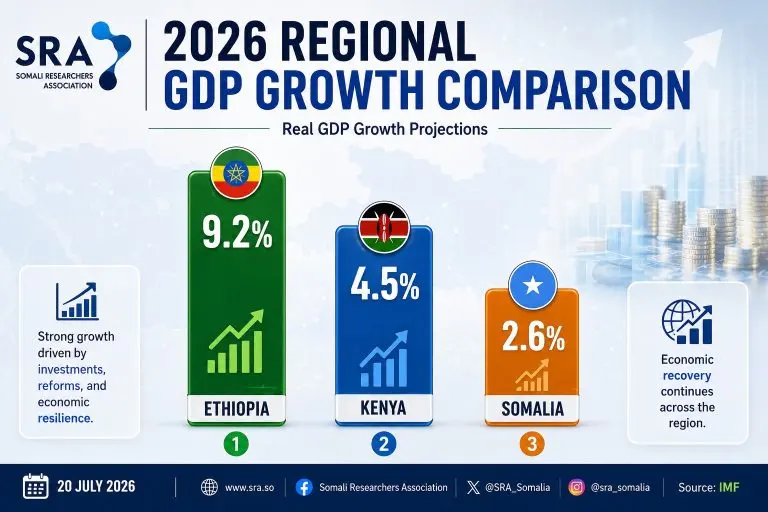 SRA
SOMALI RESEARCHERS
ASSOCIATION
2026 REGIONAL
GDP GROWTH COMPARISON
Real GDP Growth Projections
9.2%
ETHIOPIA
1
4.5%
KENYA
2
2.6%
SOMALIA
3
Strong growth
driven by
investments,
reforms, and
economic
resilience.
Economic
recovery
continues
across the
region.
20 JULY 2026
www.sra.so
Somali Researchers Association
@SRA_Somalia
@sra_somalia
Source: IMF